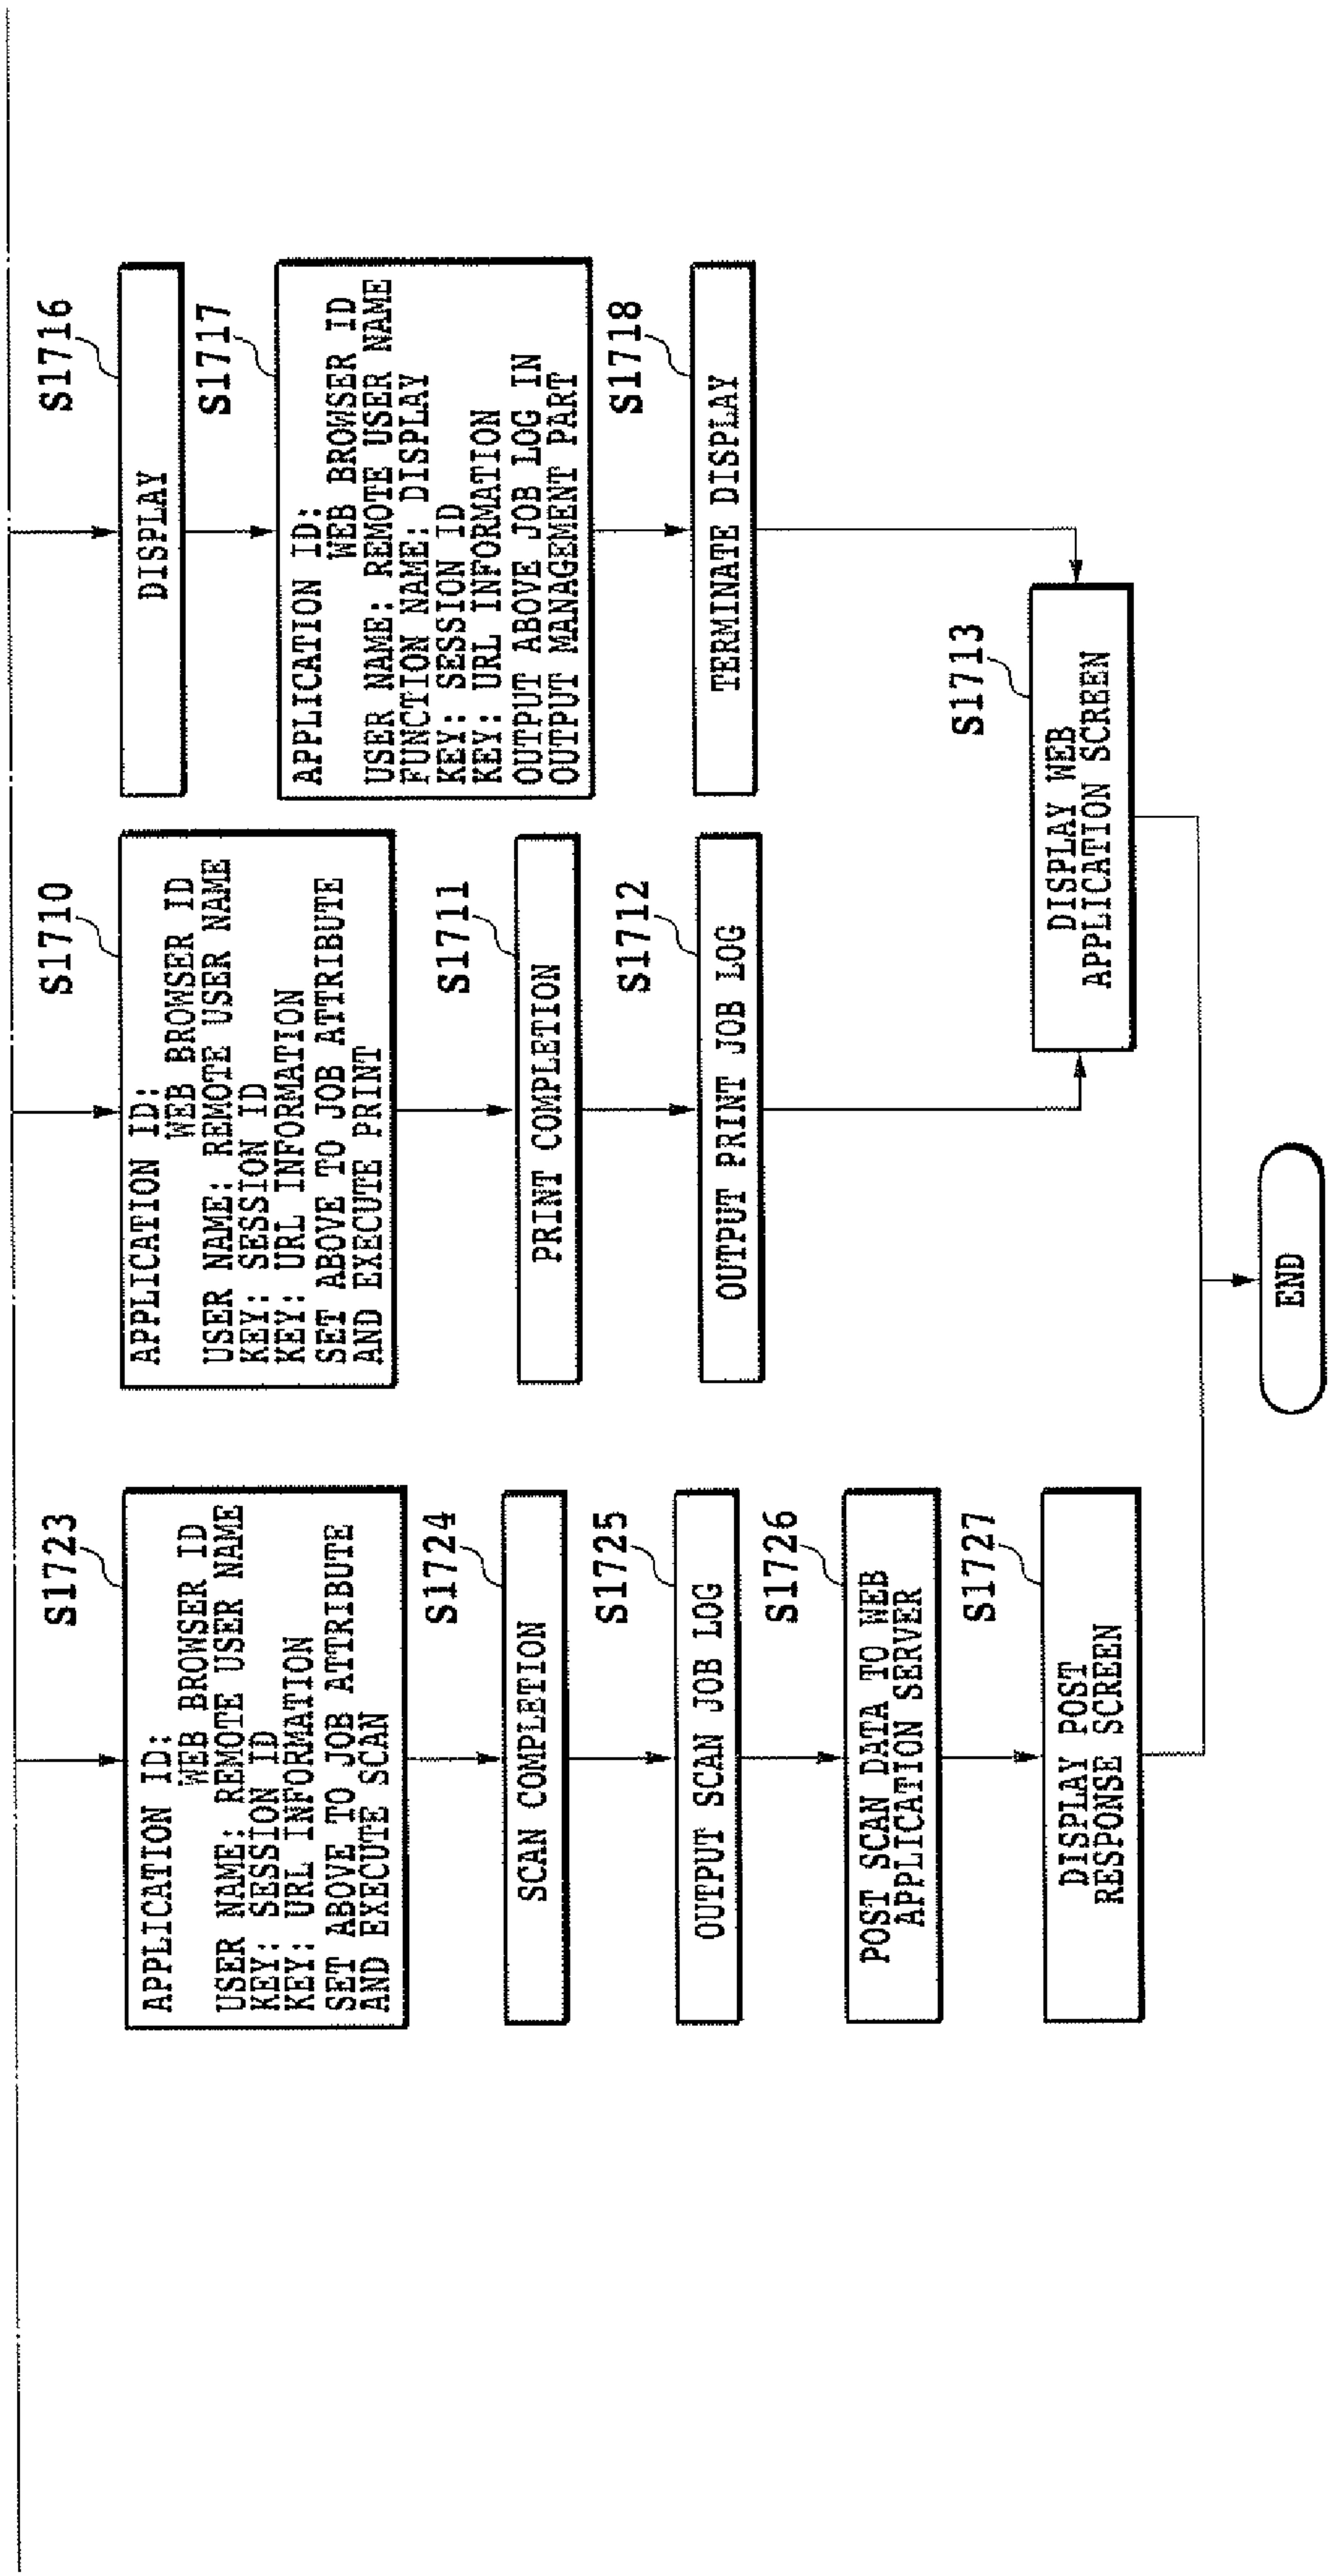 S1723
APPLICATION ID:
WEB BROWSER ID
USER NAME: REMOTE USER NAME
KEY: SESSION ID
KEY: URL INFORMATION
SET ABOVE TO JOB ATTRIBUTE
AND EXECUTE SCAN
S1724
SCAN COMPLETION
S1725
OUTPUT SCAN JOB LOG
S1726
POST SCAN DATA TO WEB
APPLICATION SERVER
S1727
DISPLAY POST
RESPONSE SCREEN
S1710
APPLICATION ID:
WEB BROWSER ID
USER NAME: REMOTE USER NAME
KEY: SESSION ID
KEY: URL INFORMATION
SET ABOVE TO JOB ATTRIBUTE
AND EXECUTE PRINT
S1711
PRINT COMPLETION
S1712
OUTPUT PRINT JOB LOG
S1716
DISPLAY
S1717
APPLICATION ID:
WEB BROWSER ID
USER NAME: REMOTE USER NAME
FUNCTION NAME: DISPLAY
KEY: SESSION ID
KEY: URL INFORMATION
OUTPUT ABOVE JOB LOG IN
OUTPUT MANAGEMENT PART
S1718
TERMINATE DISPLAY
S1713
DISPLAY WEB
APPLICATION SCREEN
END